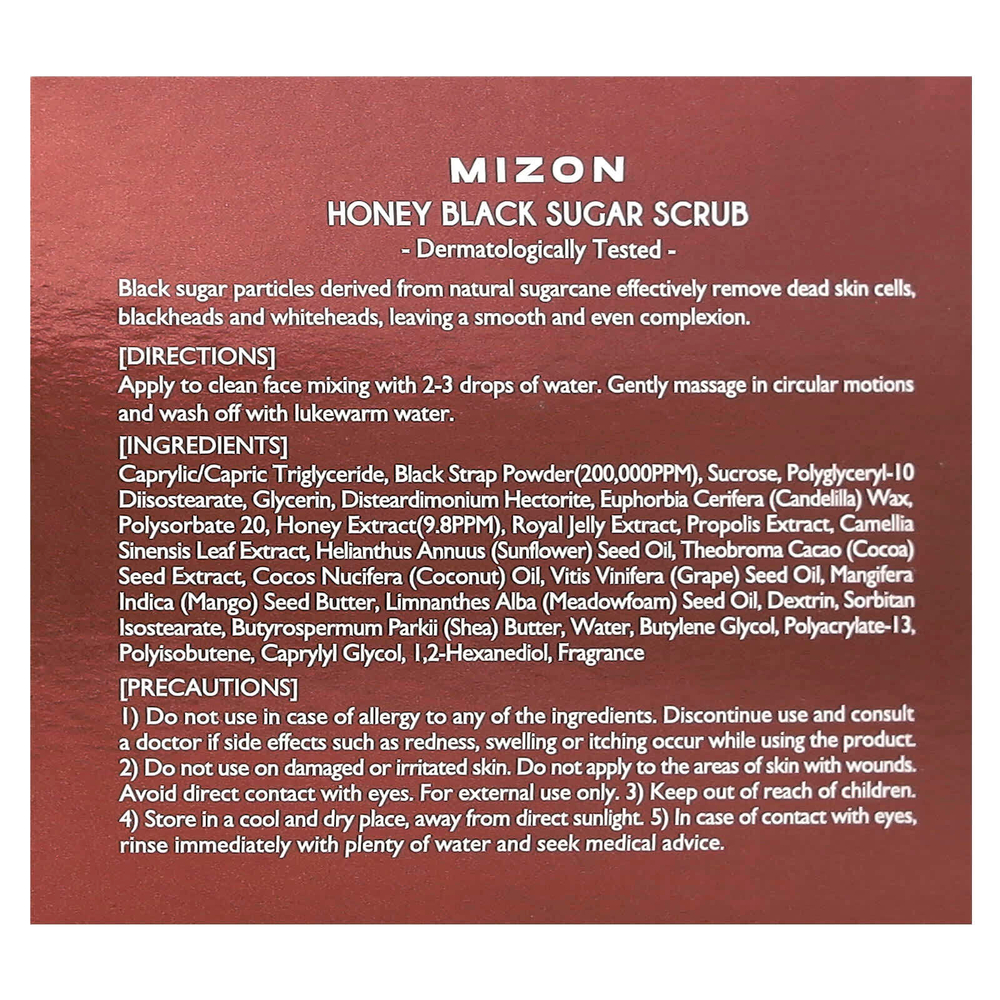 MIZON
HONEY BLACK SUGAR SCRUB
- Dermatologically Tested -
Black sugar particles derived from natural sugarcane effectively remove dead skin cells,
blackheads and whiteheads, leaving a smooth and even complexion.
[DIRECTIONS]
Apply to clean face mixing with 2-3 drops of water. Gently massage in circular motions
and wash off with lukewarm water.
[INGREDIENTS]
Caprylic/Capric Triglyceride, Black Strap Powder(200,000PPM), Sucrose, Polyglyceryl-10
Diisostearate, Glycerin, Disteardimonium Hectorite, Euphorbia Cerifera (Candelilla) Wax,
Polysorbate 20, Honey Extract(9.8PPM), Royal Jelly Extract, Propolis Extract, Camellia
Sinensis Leaf Extract, Helianthus Annuus (Sunflower) Seed Oil, Theobroma Cacao (Cocoa)
Seed Extract, Cocos Nucifera (Coconut) Oil, Vitis Vinifera (Grape) Seed Oil, Mangifera
Indica (Mango) Seed Butter, Limnanthes Alba (Meadowfoam) Seed Oil, Dextrin, Sorbitan
Isostearate, Butyrospermum Parkii (Shea) Butter, Water, Butylene Glycol, Polyacrylate-13,
Polyisobutene, Caprylyl Glycol, 1,2-Hexanediol, Fragrance
[PRECAUTIONS]
1) Do not use in case of allergy to any of the ingredients. Discontinue use and consult
a doctor if side effects such as redness, swelling or itching occur while using the product.
2) Do not use on damaged or irritated skin. Do not apply to the areas of skin with wounds.
Avoid direct contact with eyes. For external use only. 3) Keep out of reach of children.
4) Store in a cool and dry place, away from direct sunlight. 5) In case of contact with eyes,
rinse immediately with plenty of water and seek medical advice.